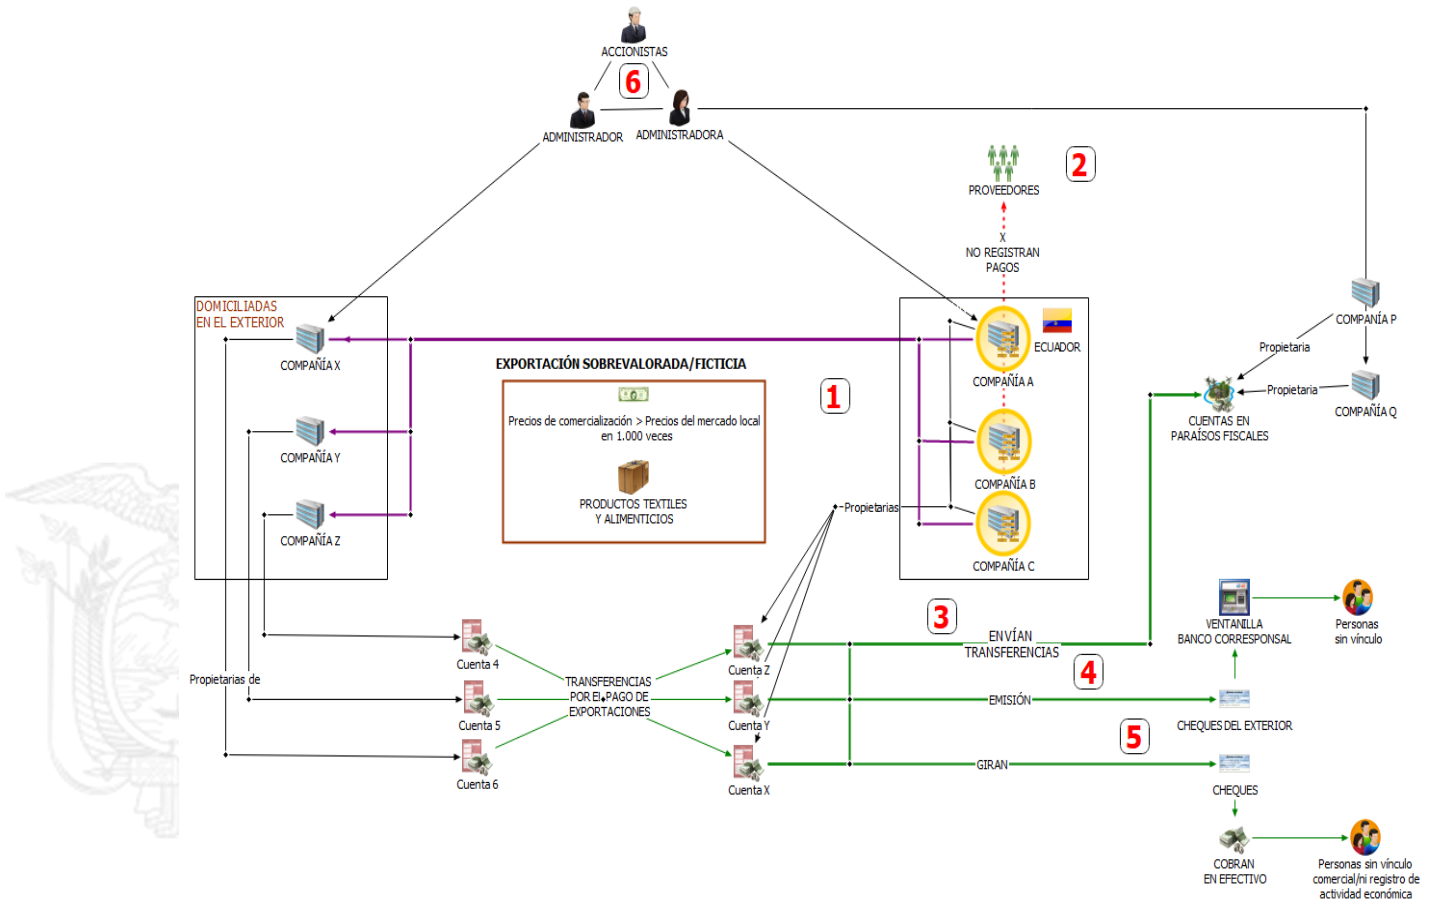 ACCIONISTAS
6
ADMINISTRADOR
ADMINISTRADORA
2
PROVEEDORES
X
NO REGISTRAN
PAGOS
DOMICILIADAS
EN EL EXTERIOR
COMPAÑÍA X
COMPAÑÍA Y
COMPAÑÍA Z
EXPORTACIÓN SOBREVALORADA/FICTICIA
Precios de comercialización > Precios del mercado local
en 1.000 veces
PRODUCTOS TEXTILES
Y ALIMENTICIOS
1
ECUADOR
COMPAÑÍA A
COMPAÑÍA B
COMPAÑÍA C
Propietarias
COMPAÑÍA P
Propietaria
Propietaria
COMPAÑÍA Q
CUENTAS EN
PARAÍSOS FISCALES
3
ENVÍAN
TRANSFERENCIAS
VENTANILLA
BANCO CORRESPONSAL
Personas
sin vínculo
Propietarias de
Cuenta 4
Cuenta 5
Cuenta 6
TRANSFERENCIAS
POR EL PAGO DE
EXPORTACIONES
Cuenta Z
Cuenta Y
Cuenta X
4
EMISIÓN
CHEQUES DEL EXTERIOR
5
GIRAN
CHEQUES
COBRAN
EN EFECTIVO
Personas sin vínculo
comercial/ni registro de
actividad económica